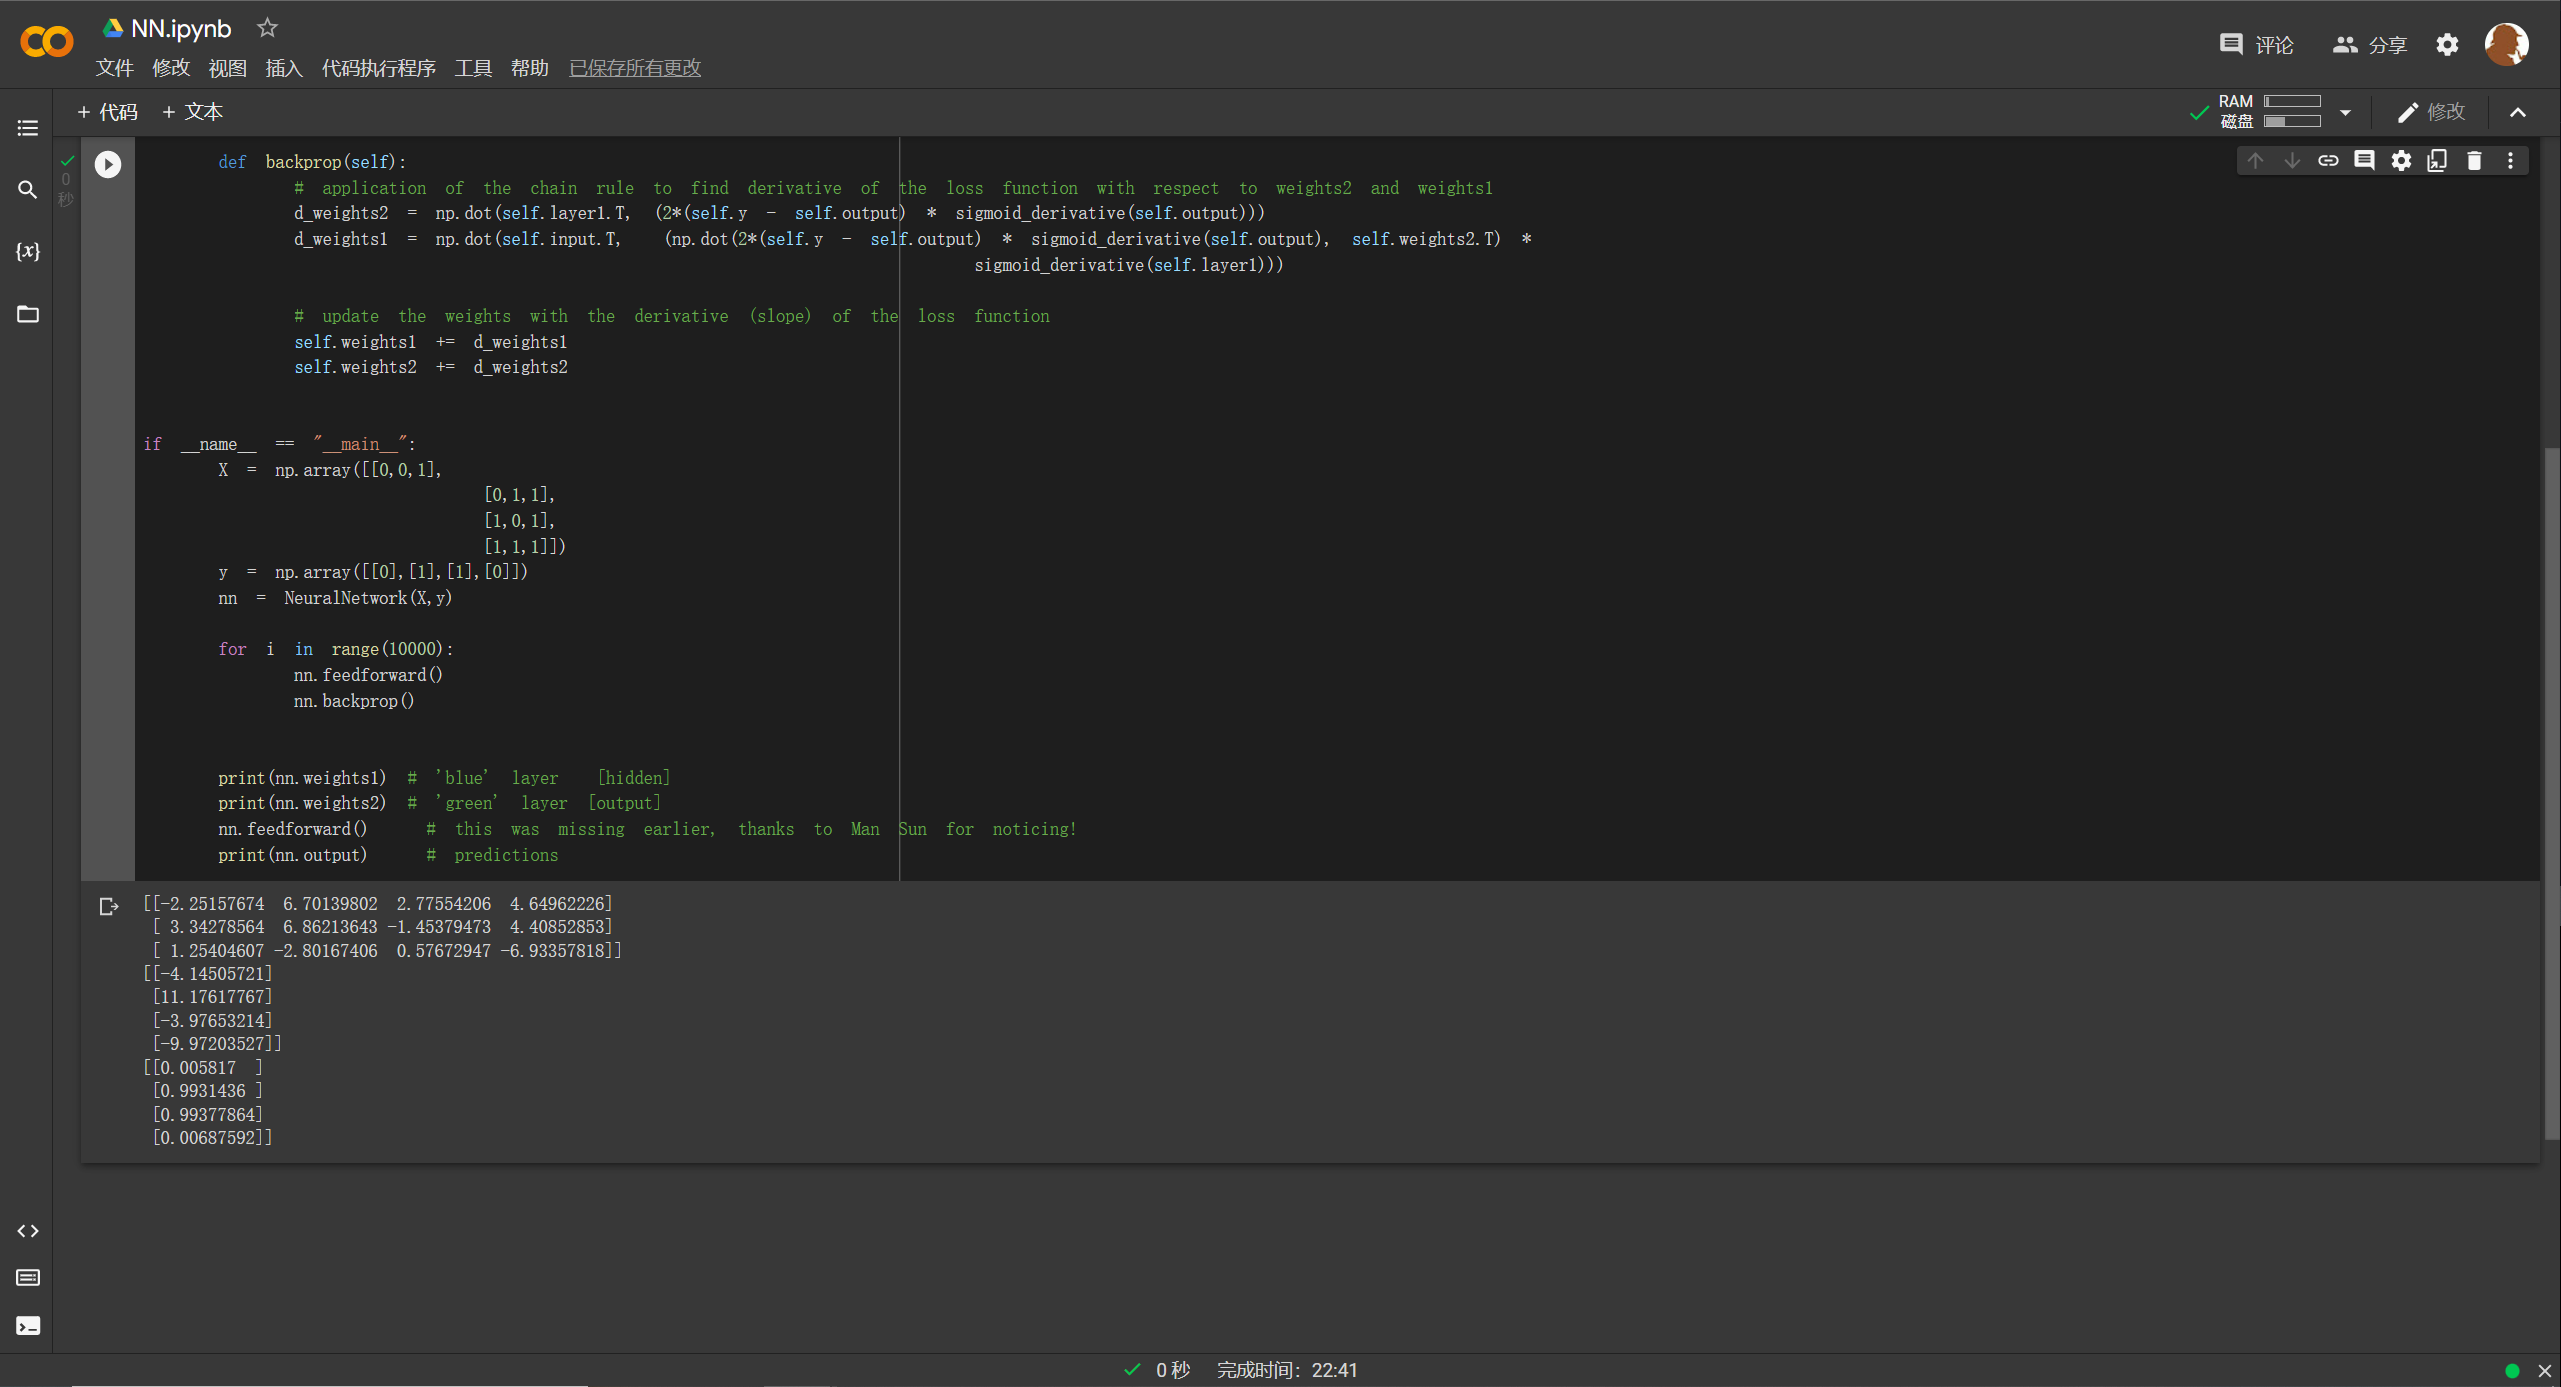 NN.ipynb
文件 修改 视图 插入 代码执行程序 工具 帮助 已保存所有更改
评论 分享
+ 代码 + 文本
RAM
磁盘
修改
0
秒
{x}
def backprop(self):
# application of the chain rule to find derivative of the loss function with respect to weights2 and weights1
d_weights2 = np.dot(self.layer1.T, (2*(self.y - self.output) * sigmoid_derivative(self.output)))
d_weights1 = np.dot(self.input.T, (np.dot(2*(self.y - self.output) * sigmoid_derivative(self.output), self.weights2.T) *
sigmoid_derivative(self.layer1)))
# update the weights with the derivative (slope) of the loss function
self.weights1 += d_weights1
self.weights2 += d_weights2
if __name__ == "__main__":
X = np.array([[0,0,1],
[0,1,1],
[1,0,1],
[1,1,1]])
y = np.array([[0],[1],[1],[0]])
nn = NeuralNetwork(X,y)
for i in range(10000):
nn.feedforward()
nn.backprop()
print(nn.weights1) # 'blue' layer [hidden]
print(nn.weights2) # 'green' layer [output]
nn.feedforward() # this was missing earlier, thanks to Man Sun for noticing!
print(nn.output) # predictions
[[-2.25157674 6.70139802 2.77554206 4.64962226]
[ 3.34278564 6.86213643 -1.45379473 4.40852853]
[ 1.25404607 -2.80167406 0.57672947 -6.93357818]]
[[-4.14505721]
[11.17617767]
[-3.97653214]
[-9.97203527]]
[[0.005817 ]
[0.9931436 ]
[0.99377864]
[0.00687592]]
0 秒 完成时间：22:41